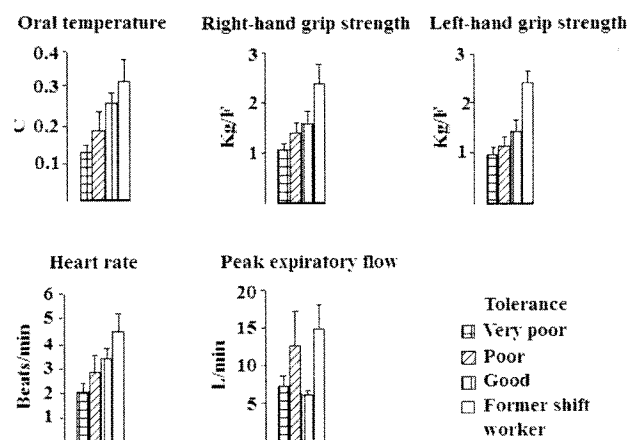 Oral temperature
0.4
0.3
0.2
0.1
C
Right-hand grip strength
3
2
1
Kg/F
Left-hand grip strength
3
2
1
Kg/F
Heart rate
6
5
4
3
2
1
Beats/min
Peak expiratory flow
20
15
10
5
L/min
Tolerance
Very poor
Poor
Good
Former shift
worker